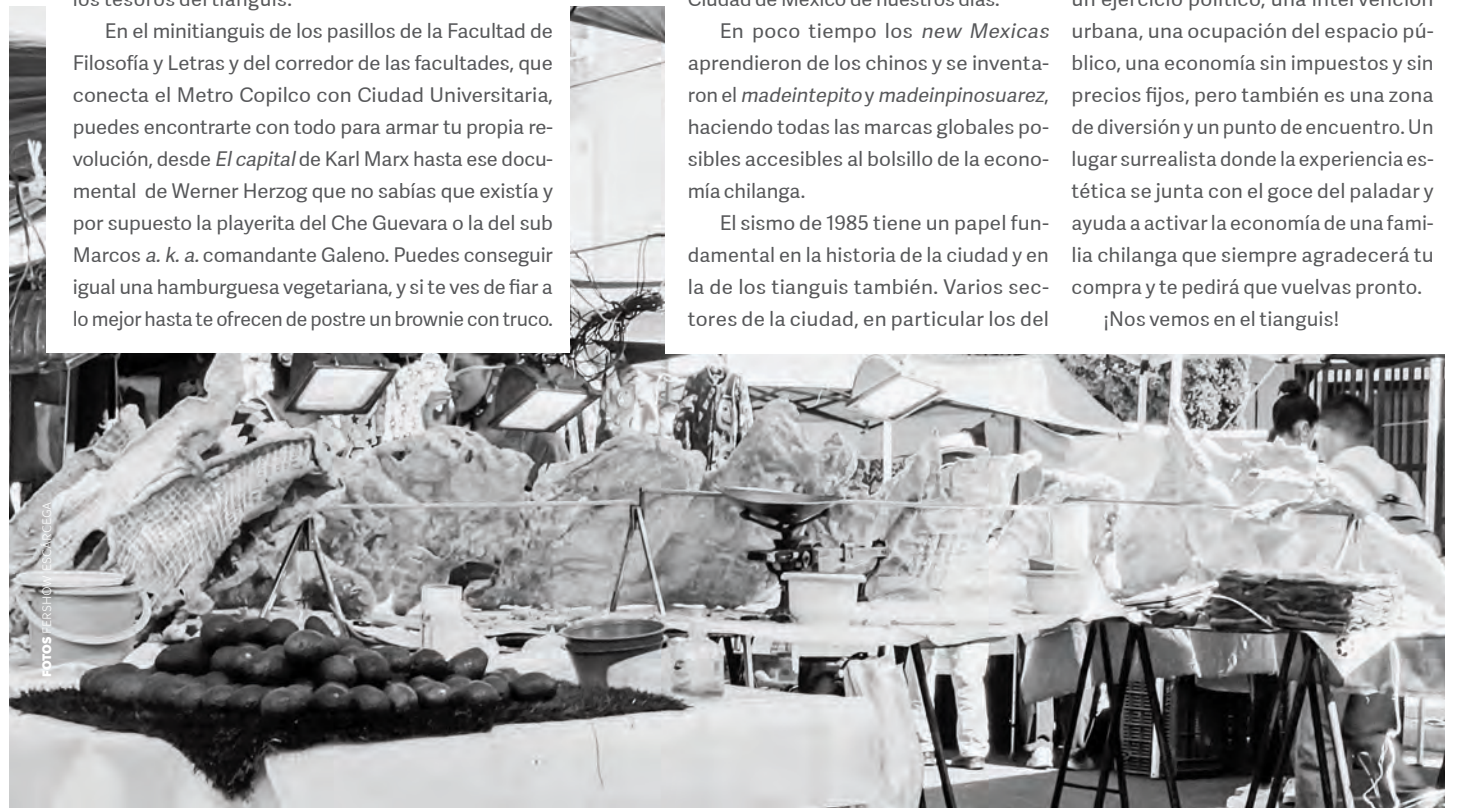 los tesoros del tianguis.
En el minitianguis de los pasillos de la Facultad de
Filosofía y Letras y del corredor de las facultades, que
conecta el Metro Copilco con Ciudad Universitaria,
puedes encontrarte con todo para armar tu propia re-
volución, desde El capital de Karl Marx hasta ese docu-
mental de Werner Herzog que no sabías que existía y
por supuesto la playerita del Che Guevara o la del sub
Marcos a. k. a. comandante Galeno. Puedes conseguir
igual una hamburguesa vegetariana, y si te ves de fiar a
lo mejor hasta te ofrecen de postre un brownie con truco.
Ciudad de México de nuestros días.
En poco tiempo los new Mexicas
aprendieron de los chinos y se inventa-
ron el madeintepito y madeinpinosuarez,
haciendo todas las marcas globales po-
sibles accesibles al bolsillo de la econo-
mía chilanga.
El sismo de 1985 tiene un papel fun-
damental en la historia de la ciudad y en
la de los tianguis también. Varios sec-
tores de la ciudad, en particular los del
un ejercicio político, una intervención
urbana, una ocupación del espacio pú-
blico, una economía sin impuestos y sin
precios fijos, pero también es una zona
de diversión y un punto de encuentro. Un
lugar surrealista donde la experiencia es-
tética se junta con el goce del paladar y
ayuda a activar la economía de una fami-
lia chilanga que siempre agradecerá tu
compra y te pedirá que vuelvas pronto.
¡Nos vemos en el tianguis!
FOTOS FERSHOW ESCÁRCEGA